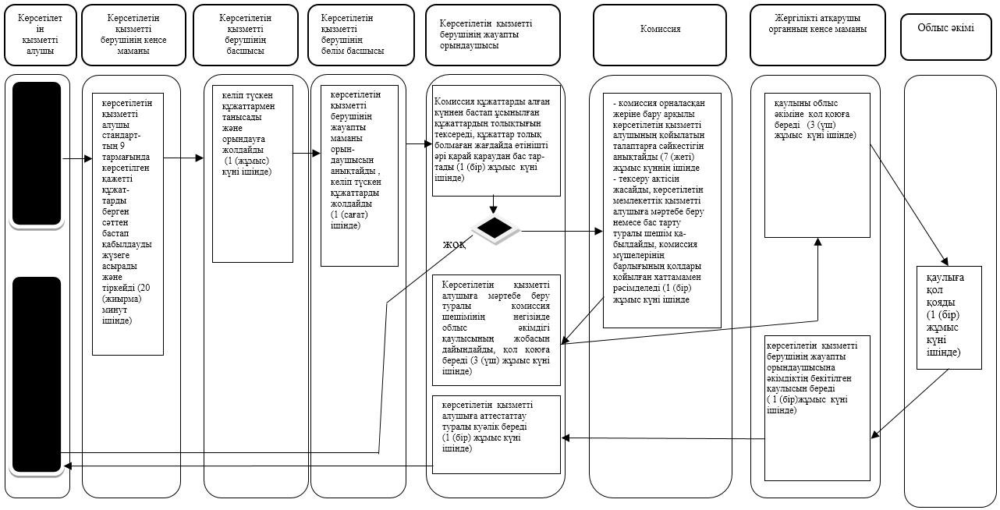 Көрсетілет
ін
қызметті
алушы
Көрсетілетін
қызметті
берушінің кеңсе
маманы
Көрсетілетін
қызметті
берушінің
басшысы
Көрсетілетін
қызметті
берушінің
бөлім басшысы
Көрсетілетін қызметті
берушінің жауапты
орындаушысы
Комиссия
Жергілікті атқарушы
органның кеңсе маманы
Облыс әкімі
көрсетілетін
қызметті
алушы
стандарт-
тың 9
тармағында
көрсетілген
қажетті
құжат-
тарды
берген
сәттен
бастап
қабылдауды
жүзеге
асырады
және
тіркейді (20
(жиырма)
минут
ішінде)
келіп түскен
құжаттармен
танысады
және
орындауға
жолдайды
(1 (жұмыс)
күні ішінде)
көрсетілетін
қызметті
берушінің
жауапты
маманы
орын-
даушысын
анықтайды ,
келіп түскен
құжаттарды
жолдайды
(1 (сағат)
ішінде)
Комиссия құжаттарды алған
күннен бастап ұсынылған
құжаттардың толықтығын
тексереді, құжаттар толық
болмаған жағдайда өтінішті
әрі қарай қараудан бас тар-
тады (1 (бір) жұмыс күні
ішінде)
жоқ
Көрсетілетін қызметті
алушыға мәртебе беру
туралы комиссия
шешімінің негізінде
облыс әкімдігі
қаулысының жобасын
дайындайды, қол қоюға
береді (3 (үш) жұмыс күні
ішінде)
көрсетілетін қызметті
алушыға аттестаттау
туралы куәлік береді
(1 (бір) жұмыс күні
ішінде)
- комиссия орналасқан
жеріне бару арқылы
көрсетілетін қызметті
алушының қойылатын
талаптарға сәйкестігін
анықтайды (7 (жеті)
жұмыс күннің ішінде
- тексеру актісін
жасайды, көрсетілетін
мемлекеттік қызметті
алушыға мәртебе беру
немесе бас тарту
туралы шешім қа-
былдайды, комиссия
мүшелерінің
барлығының қолдары
қойылған хаттамамен
рәсімделеді (1 (бір)
жұмыс күні ішінде
қаулыны облыс
әкіміне қол қоюға
береді (3 (үш)
жұмыс күні ішінде)
көрсетілетін қызметті
берушінің жауапты
орындаушысына
әкімдіктің бекітілген
қаулысын береді
( 1 (бір)жұмыс күні
ішінде)
қаулыға
қол
қояды
(1 (бір)
жұмыс
күні
ішінде)